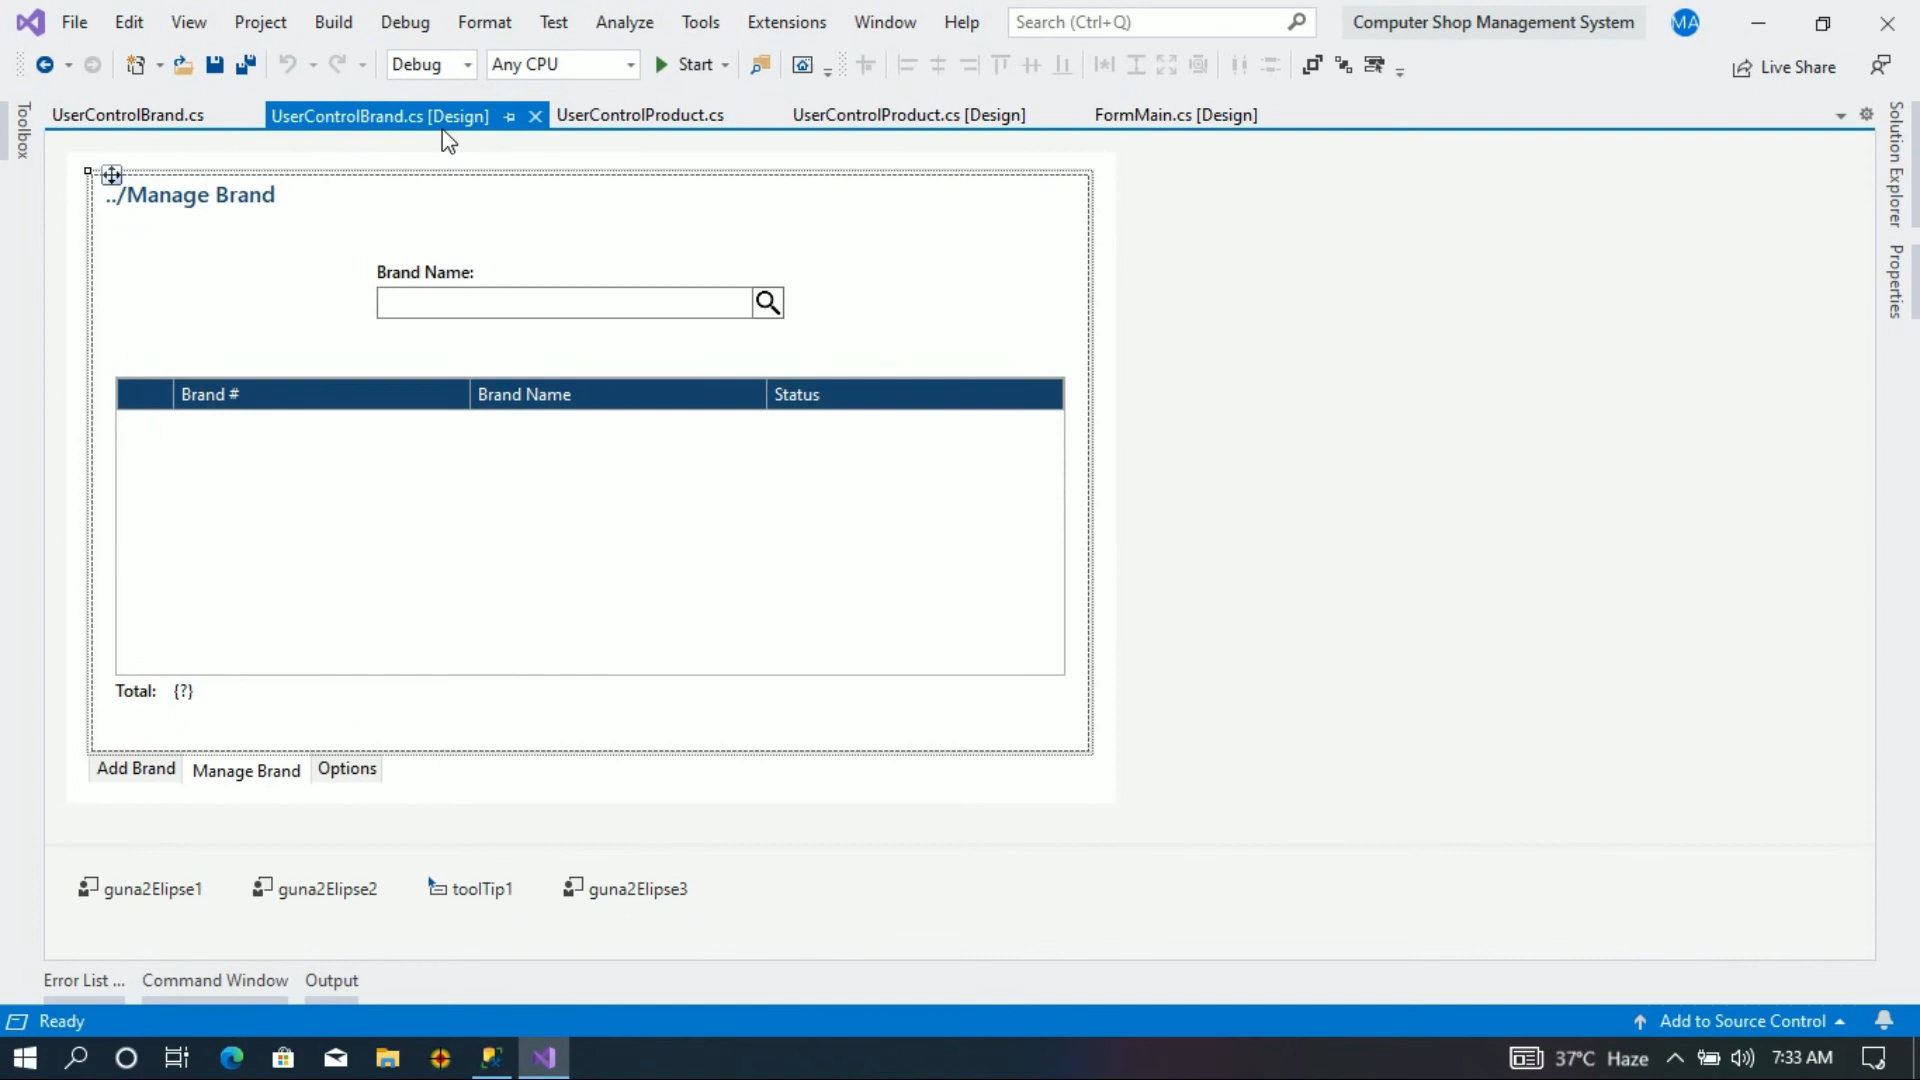 File Edit View Project Build Debug Format Test Analyze Tools Extensions Window Help Search (Ctrl+Q) Computer Shop Management System MA
Debug Any CPU Start Live Share
UserControlBrand.cs UserControlBrand.cs [Design] UserControlProduct.cs UserControlProduct.cs [Design] FormMain.cs [Design]
Toolbox
Solution Explorer
Properties
../Manage Brand
Brand Name:
Brand # Brand Name Status
Total: {?}
Add Brand Manage Brand Options
guna2Elipse1 guna2Elipse2 toolTip1 guna2Elipse3
Error List ... Command Window Output
Ready Add to Source Control
37°C Haze 7:33 AM